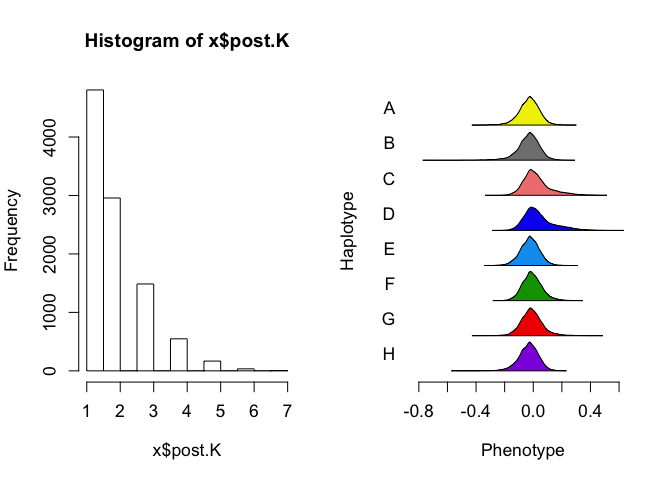 Histogram of x$post.K
Frequency
0
1000
2000
3000
4000
1 2 3 4 5 6 7
x$post.K
Haplotype
A
B
C
D
E
F
G
H
-0.8 -0.4 0.0 0.4
Phenotype